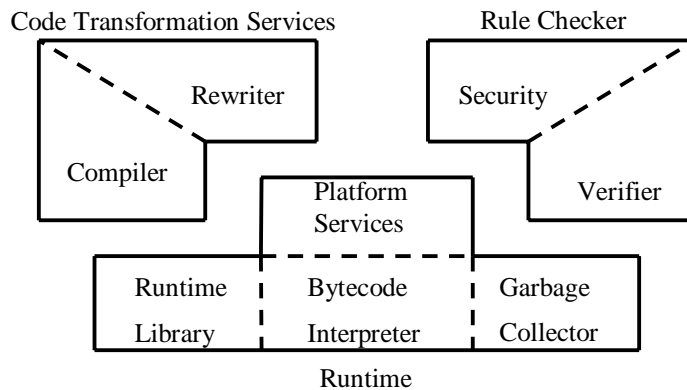 Code Transformation Services
Rule Checker
Rewriter
Security
Compiler
Verifier
Platform
Services
Runtime
Library
Bytecode
Interpreter
Garbage
Collector
Runtime